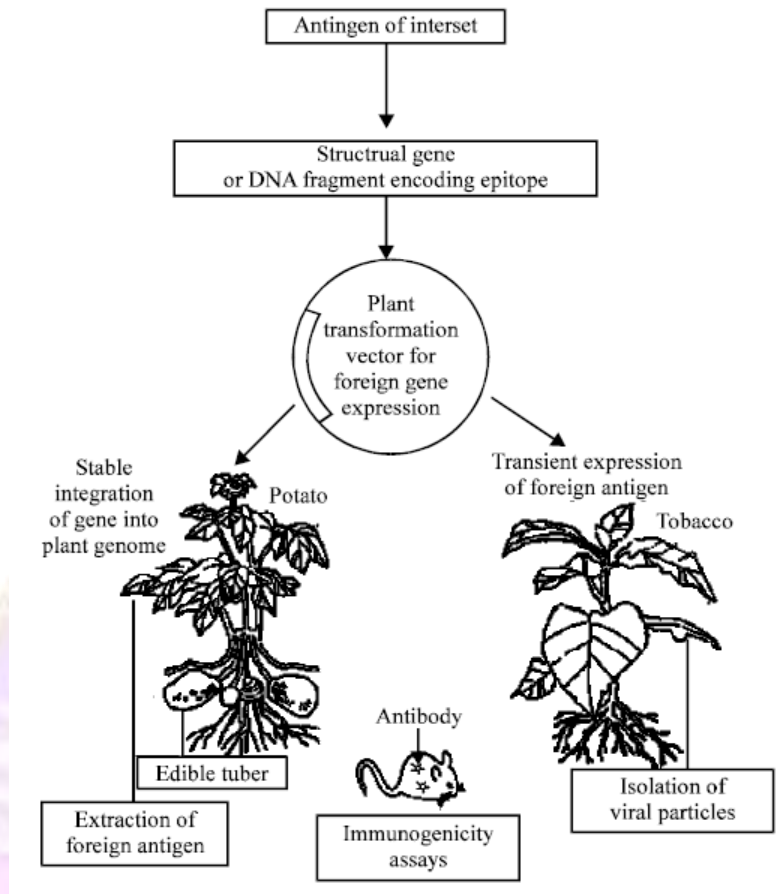 Antingen of interset
Structrual gene
or DNA fragment encoding epitope
Plant
transformation
vector for
foreign gene
expression
Stable
integration
of gene into
plant genome
Potato
Transient expression
of foreign antigen
Tobacco
Antibody
Edible tuber
Extraction of
foreign antigen
Immunogenicity
assays
Isolation of
viral particles